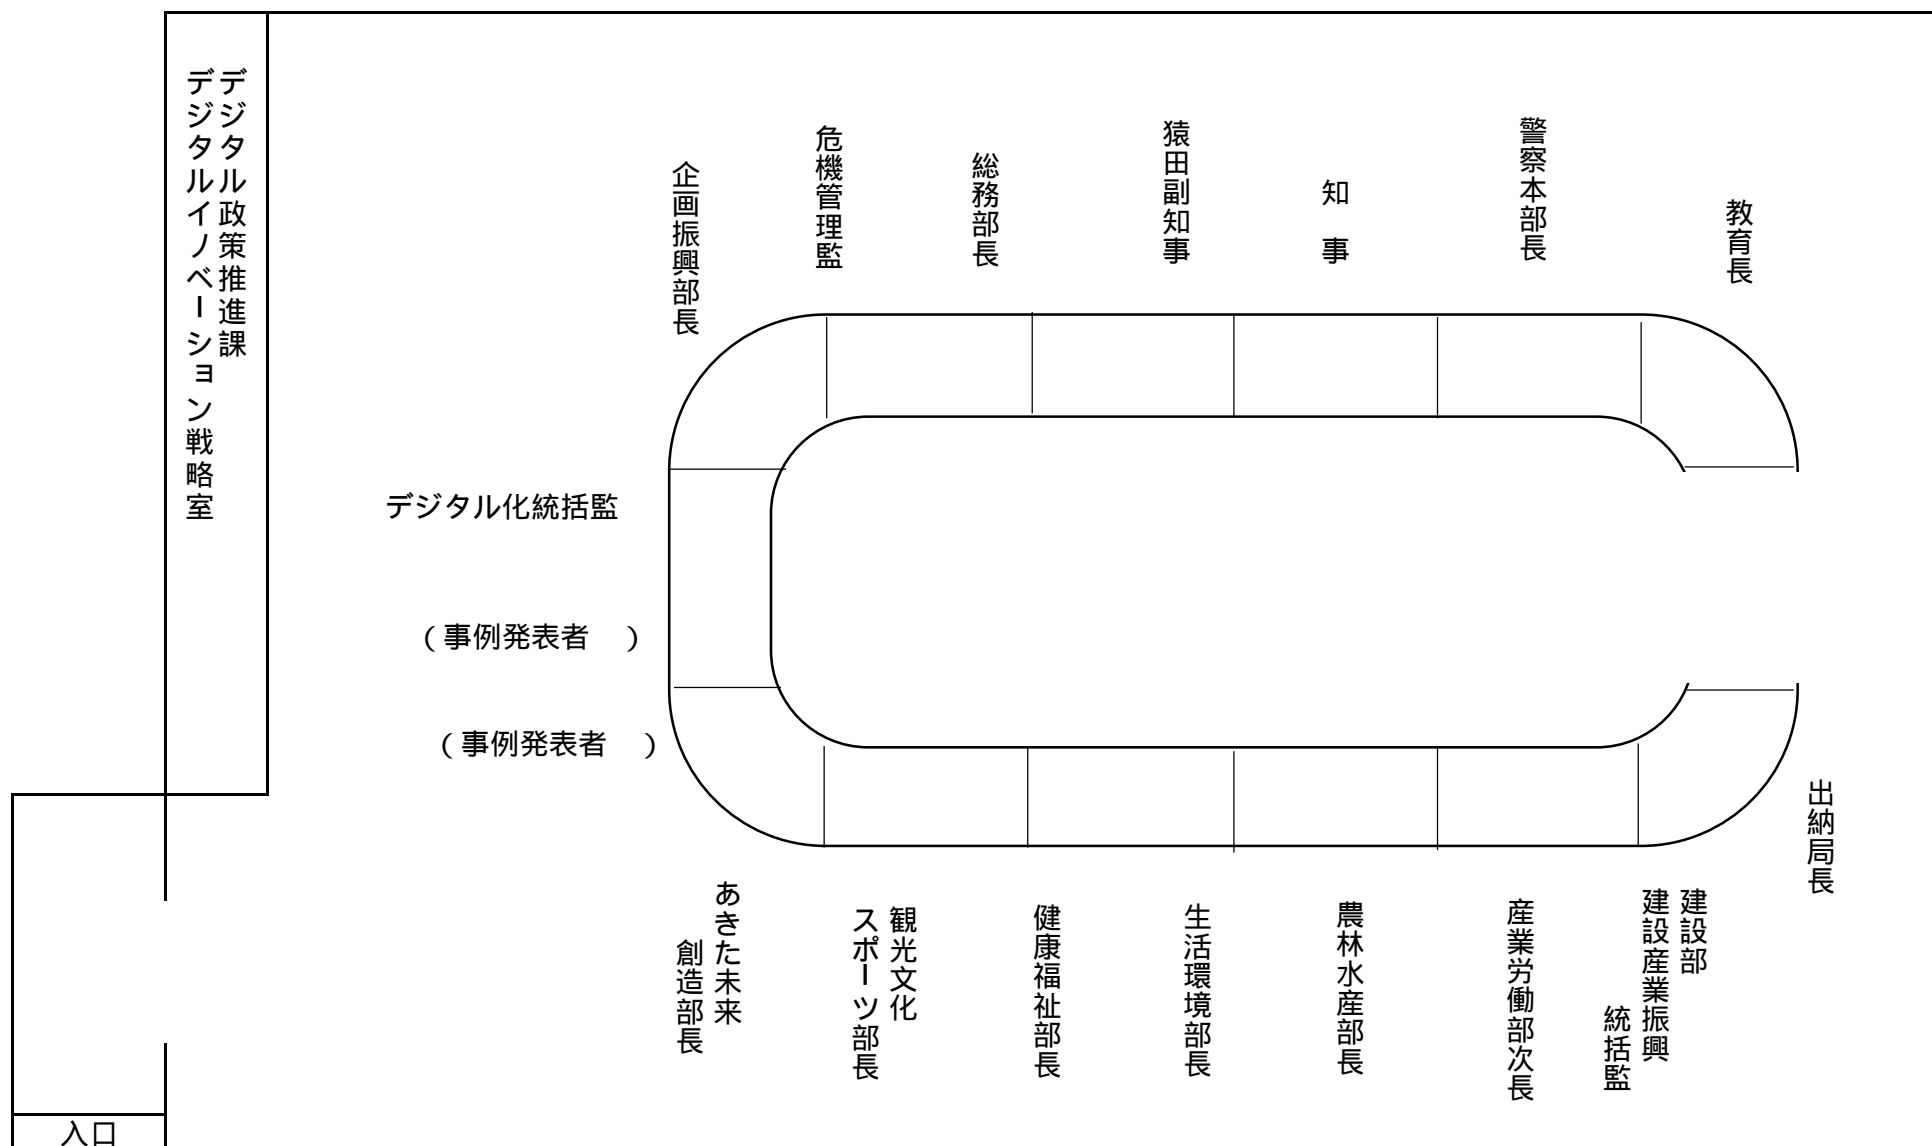 デジタル政策推進課
デジタルイノベーション戦略室
企画振興部長
危機管理監
総務部長
猿田副知事
知　事
警察本部長
教育長
デジタル化統括監
（事例発表者　）
（事例発表者　）
出納局長
あきた未来
創造部長
観光文化
スポーツ部長
健康福祉部長
生活環境部長
農林水産部長
産業労働部次長
建設部
建設産業振興
統括監
入口